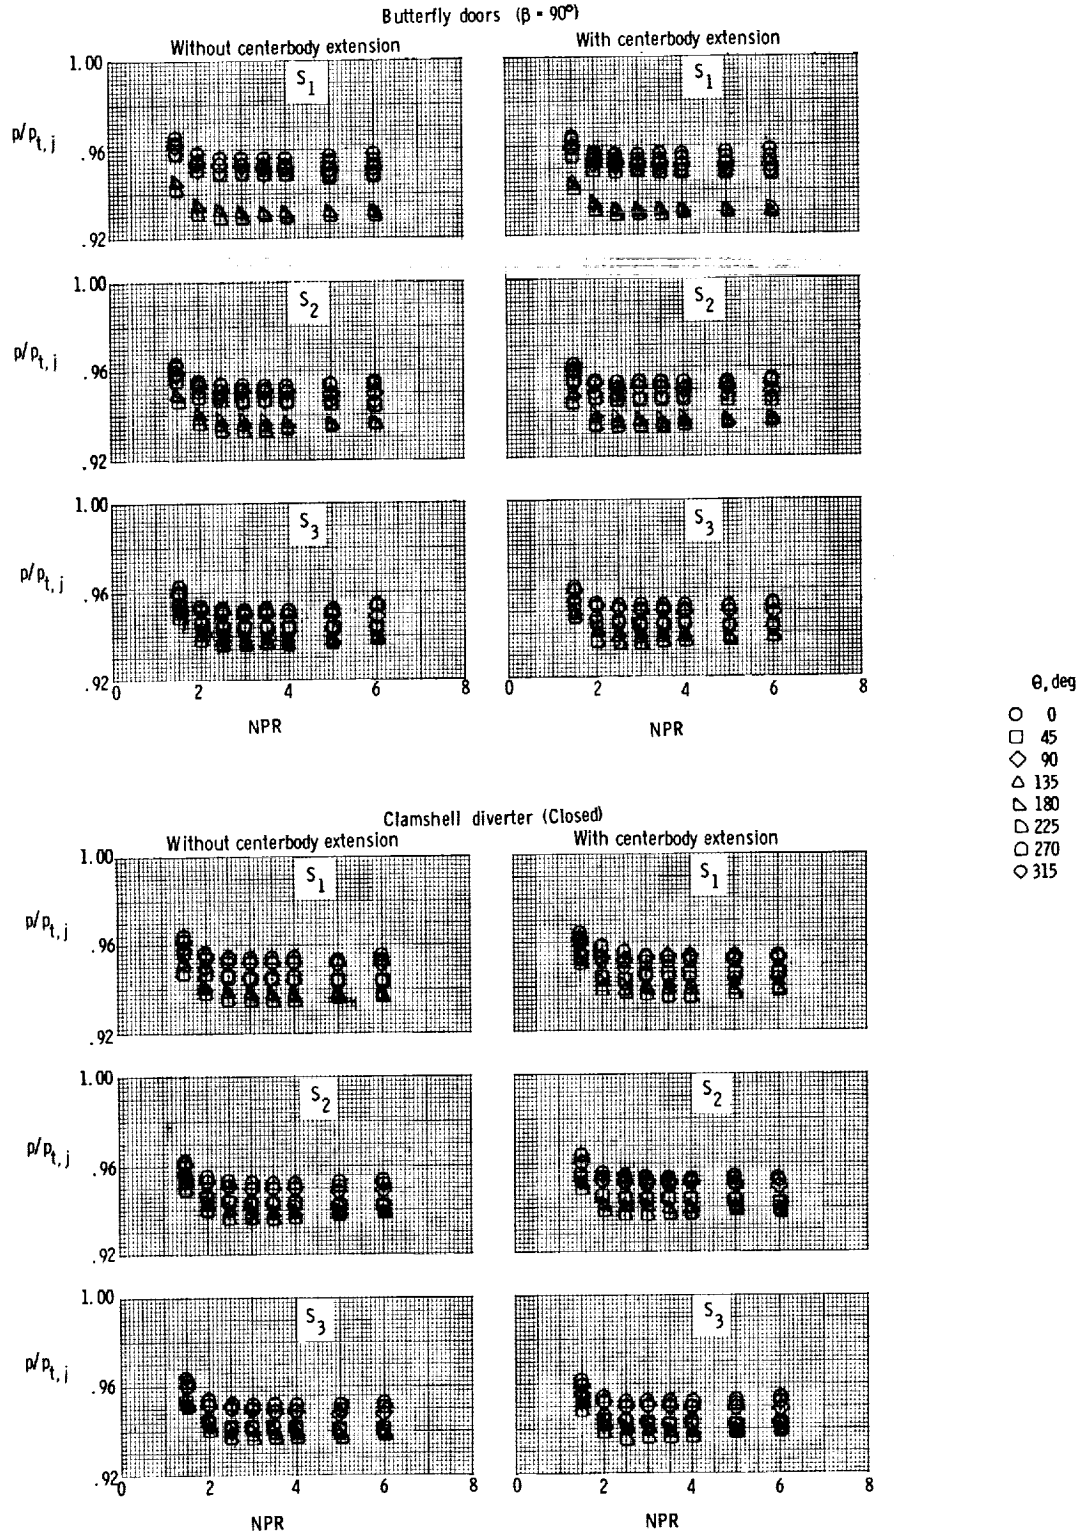 Butterfly doors (β = 90°)
Without centerbody extension
With centerbody extension
1.00
S1
S1
p/pt, j
.96
.92
1.00
S2
S2
p/pt, j
.96
.92
1.00
S3
S3
p/pt, j
.96
.92
0 2 4 6 8
0 2 4 6 8
NPR
NPR
θ, deg
0
45
90
135
180
225
270
315
Clamshell diverter (Closed)
Without centerbody extension
With centerbody extension
1.00
S1
S1
p/pt, j
.96
.92
1.00
S2
S2
p/pt, j
.96
.92
1.00
S3
S3
p/pt, j
.96
.92
0 2 4 6 8
0 2 4 6 8
NPR
NPR